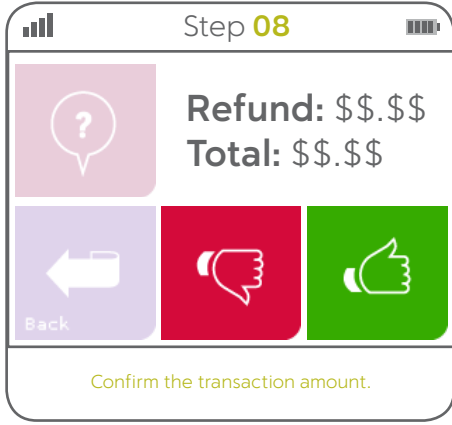 Step 08
?
Refund: $$.$$
Total: $$.$$
Back
Confirm the transaction amount.